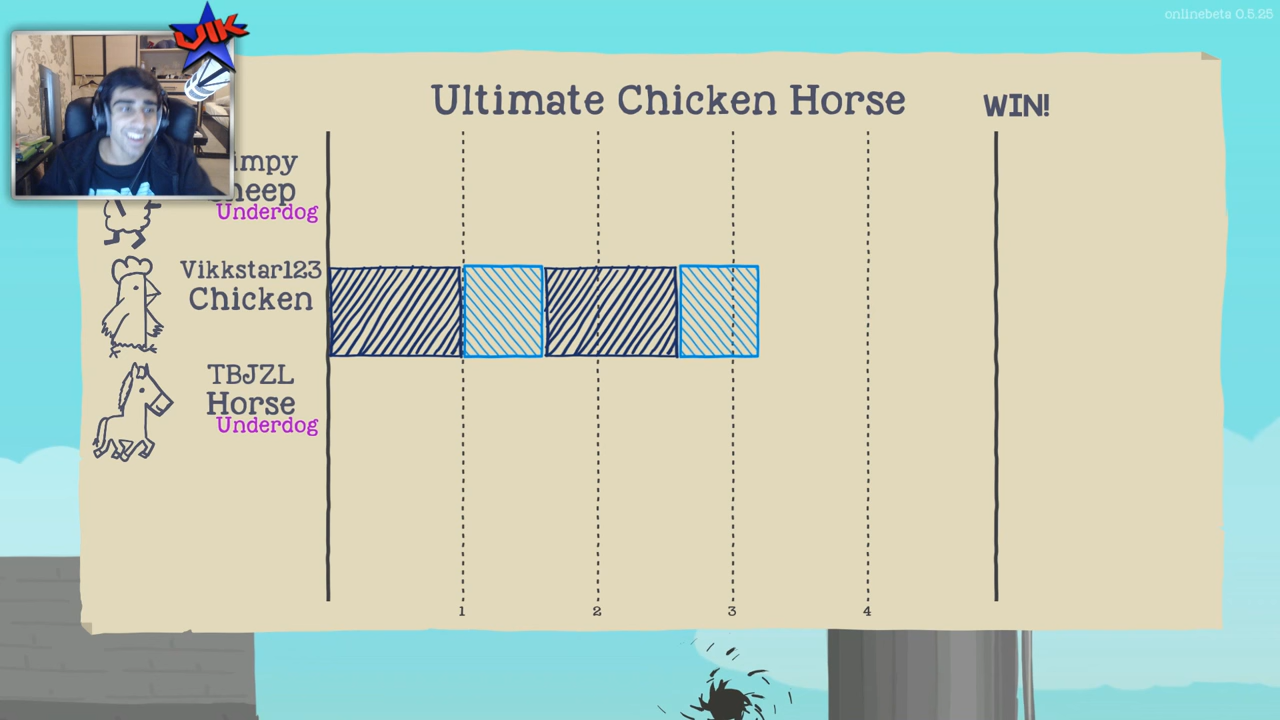 onlinebeta 0.5.25
VIK
Ultimate Chicken Horse
WIN!
Underdog
Vikkstar123
Chicken
TBJZL
Horse
Underdog
1 2 3 4